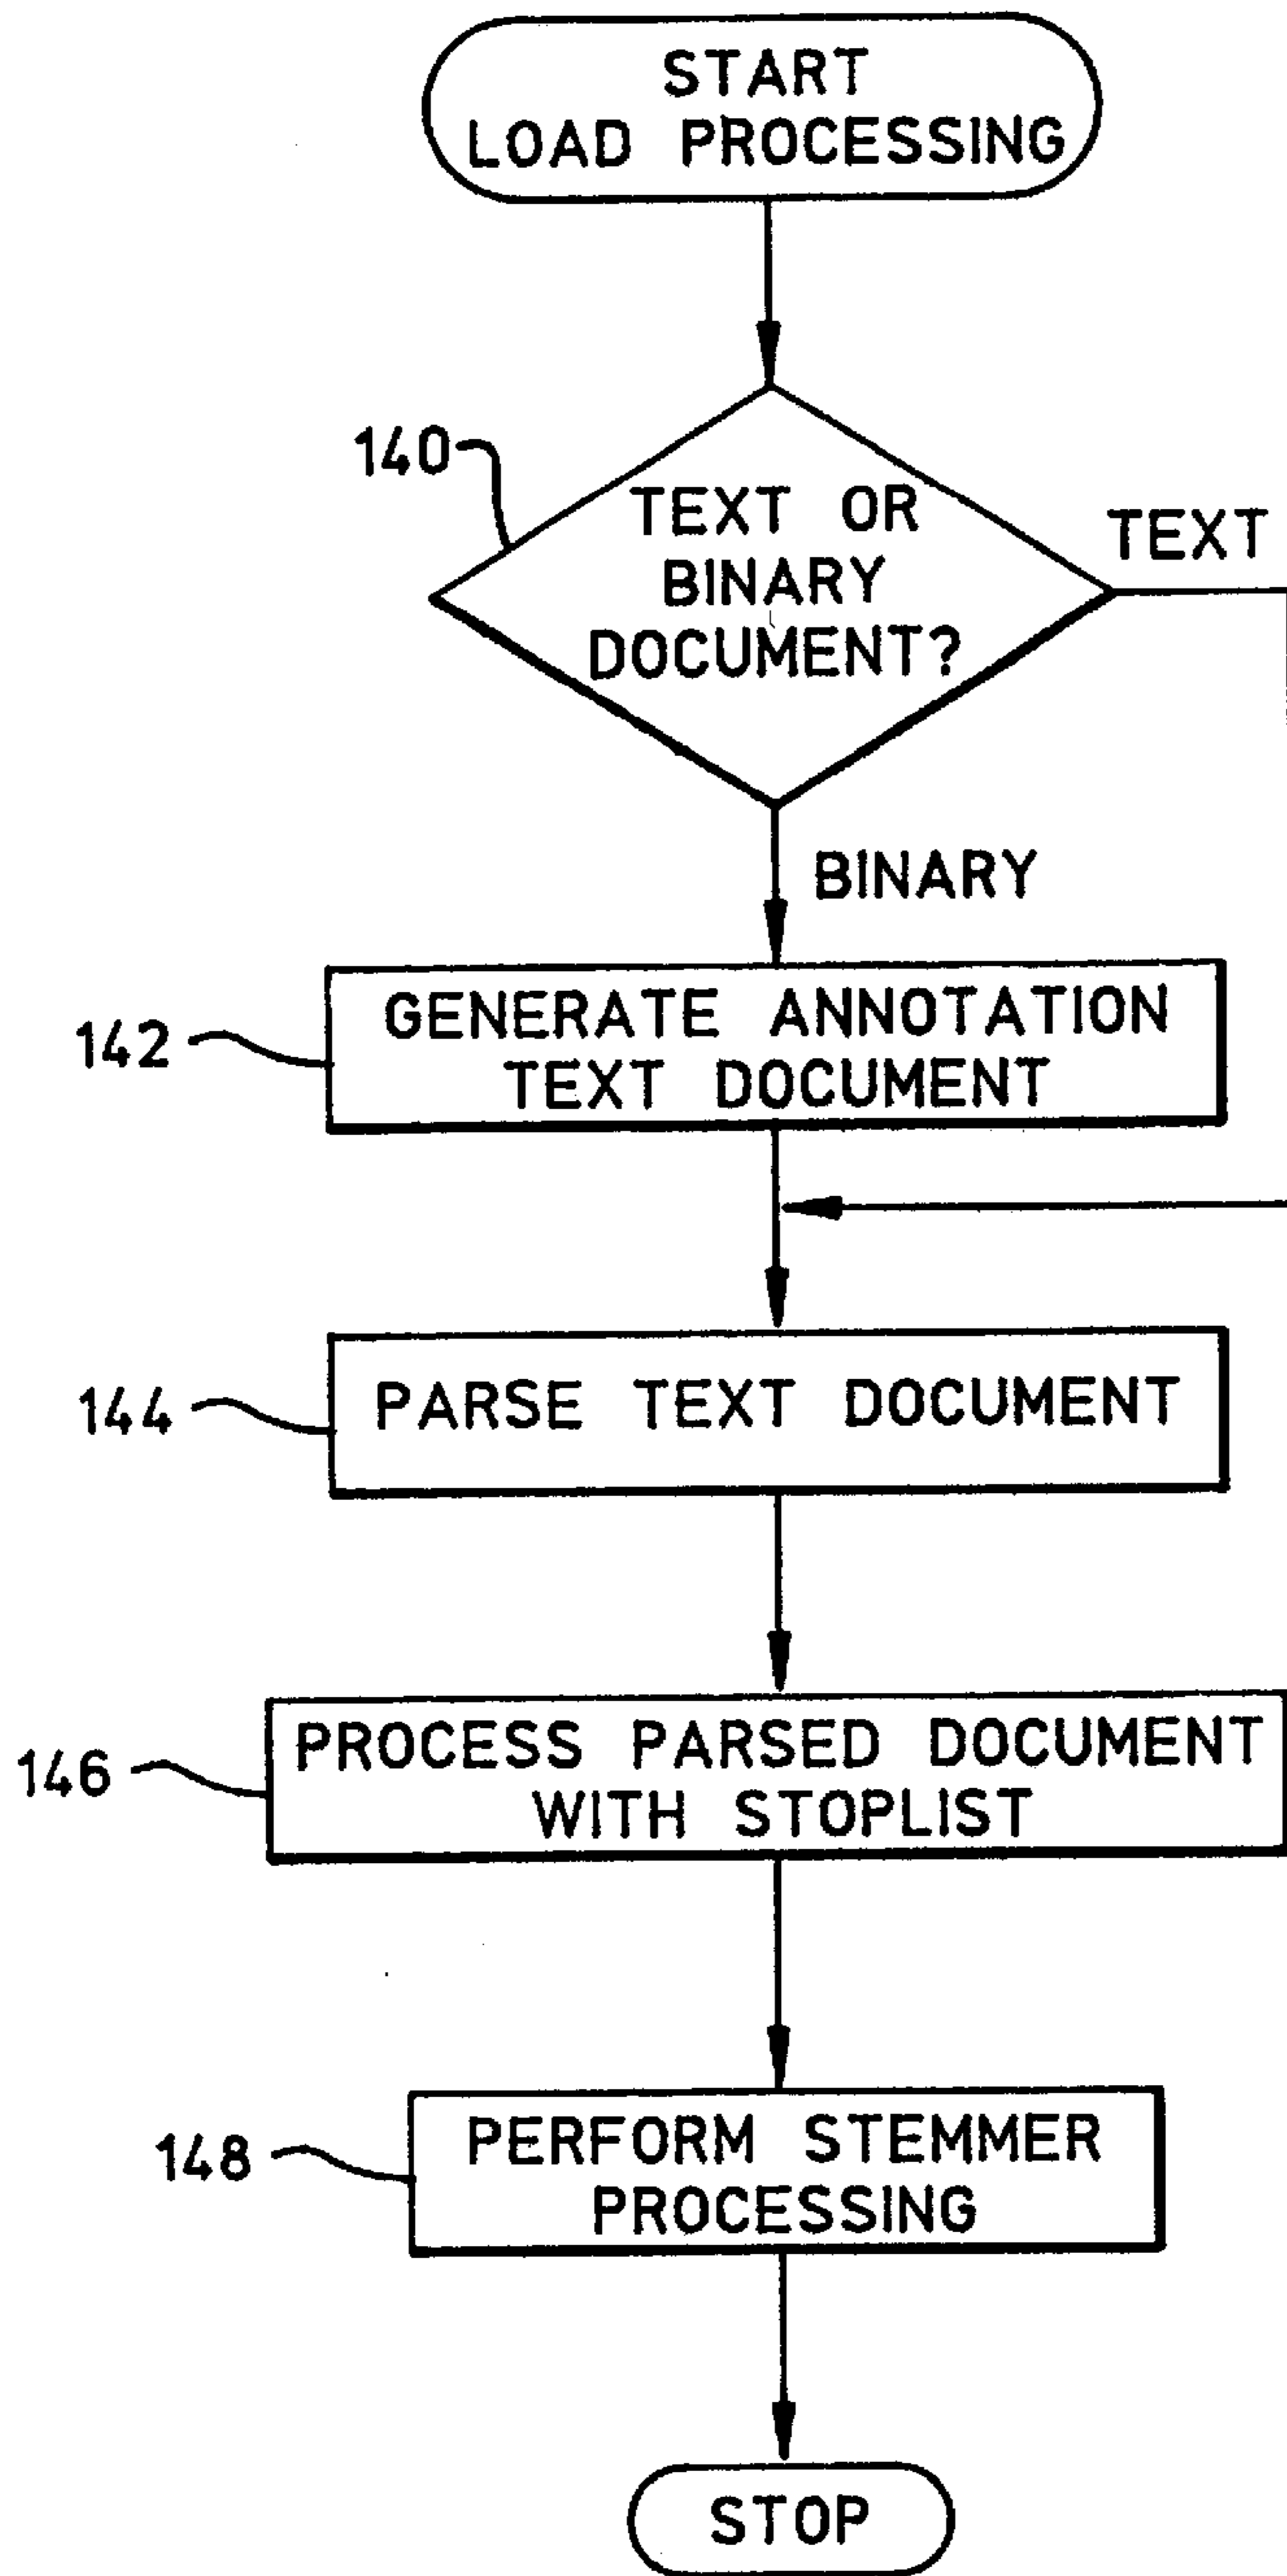 START
LOAD PROCESSING
140
TEXT OR
BINARY
DOCUMENT?
TEXT
BINARY
142
GENERATE ANNOTATION
TEXT DOCUMENT
144
PARSE TEXT DOCUMENT
146
PROCESS PARSED DOCUMENT
WITH STOPLIST
148
PERFORM STEMMER
PROCESSING
STOP